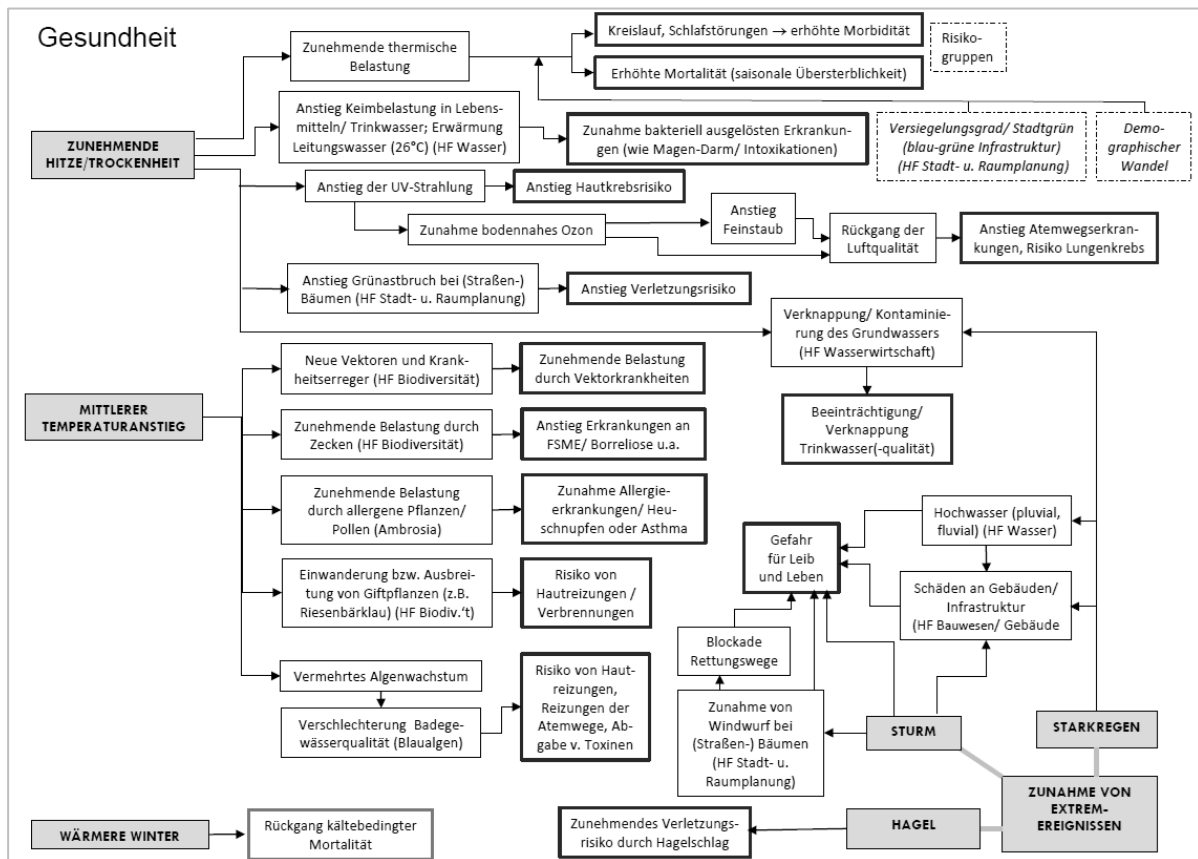 Gesundheit
Zunehmende thermische
Belastung
Kreislauf, Schlafstörungen → erhöhte Morbidität
Erhöhte Mortalität (saisonale Übersterblichkeit)
Risiko-
gruppen
ZUNEHMENDE
HITZE/TROCKENHEIT
Anstieg Keimbelastung in Lebens-
mitteln/ Trinkwasser; Erwärmung
Leitungswasser (26°C) (HF Wasser)
Zunahme bakteriell ausgelösten Erkrankun-
gen (wie Magen-Darm/ Intoxikationen)
Versiegelungsgrad/ Stadtgrün
(blau-grüne Infrastruktur)
(HF Stadt- u. Raumplanung)
Demo-
graphischer
Wandel
Anstieg der UV-Strahlung
Anstieg Hautkrebsrisiko
Zunahme bodennahes Ozon
Anstieg
Feinstaub
Rückgang der
Luftqualität
Anstieg Atemwegserkran-
kungen, Risiko Lungenkrebs
Anstieg Grünastbruch bei (Straßen-)
Bäumen (HF Stadt- u. Raumplanung)
Anstieg Verletzungsrisiko
Verknappung/ Kontaminie-
rung des Grundwassers
(HF Wasserwirtschaft)
Beeinträchtigung/
Verknappung
Trinkwasser(-qualität)
MITTLERER
TEMPERATURANSTIEG
Neue Vektoren und Krank-
heitserreger (HF Biodiversität)
Zunehmende Belastung
durch Vektorkrankheiten
Zunehmende Belastung durch
Zecken (HF Biodiversität)
Anstieg Erkrankungen an
FSME/ Borreliose u.a.
Zunehmende Belastung
durch allergene Pflanzen/
Pollen (Ambrosia)
Zunahme Allergie-
erkrankungen/ Heu-
schnupfen oder Asthma
Einwanderung bzw. Ausbrei-
tung von Giftpflanzen (z.B.
Riesenbärklau) (HF Biodiv.‘t)
Risiko von
Hautreizungen /
Verbrennungen
Vermehrtes Algenwachstum
Verschlechterung Badege-
wässerqualität (Blaualgen)
Risiko von Haut-
reizungen,
Reizungen der
Atemwege, Ab-
gabe v. Toxinen
Gefahr
für Leib
und Leben
Hochwasser (pluvial,
fluvial) (HF Wasser)
Schäden an Gebäuden/
Infrastruktur
(HF Bauwesen/ Gebäude
Blockade
Rettungswege
Zunahme von
Windwurf bei
(Straßen-) Bäumen
(HF Stadt- u.
Raumplanung)
STURM
STARKREGEN
ZUNAHME VON
EXTREM-
EREIGNISSEN
HAGEL
Zunehmendes Verletzungs-
risiko durch Hagelschlag
WÄRMERE WINTER
Rückgang kältebedingter
Mortalität